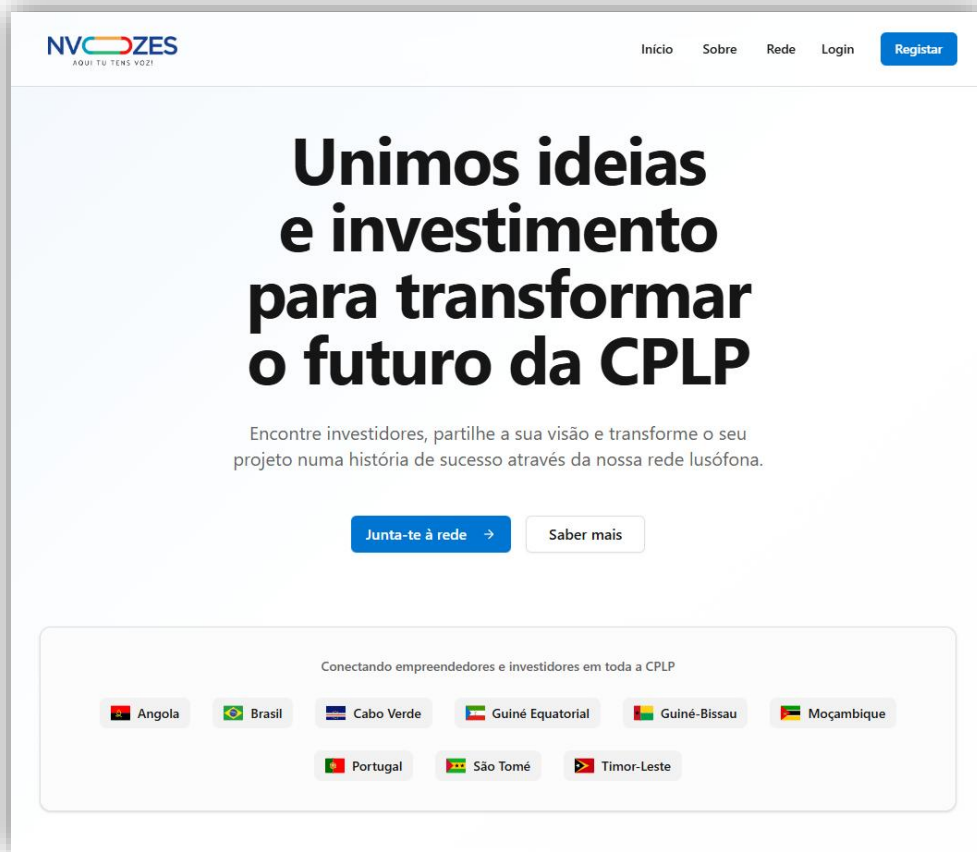 NVOZES
AQUI TU TENS VOZ!
Início Sobre Rede Login Registar
Unimos ideias
e investimento
para transformar
o futuro da CPLP
Encontre investidores, partilhe a sua visão e transforme o seu
projeto numa história de sucesso através da nossa rede lusófona.
Junta-te à rede → Saber mais
Conectando empreendedores e investidores em toda a CPLP
Angola Brasil Cabo Verde Guiné Equatorial Guiné-Bissau Moçambique
Portugal São Tomé Timor-Leste